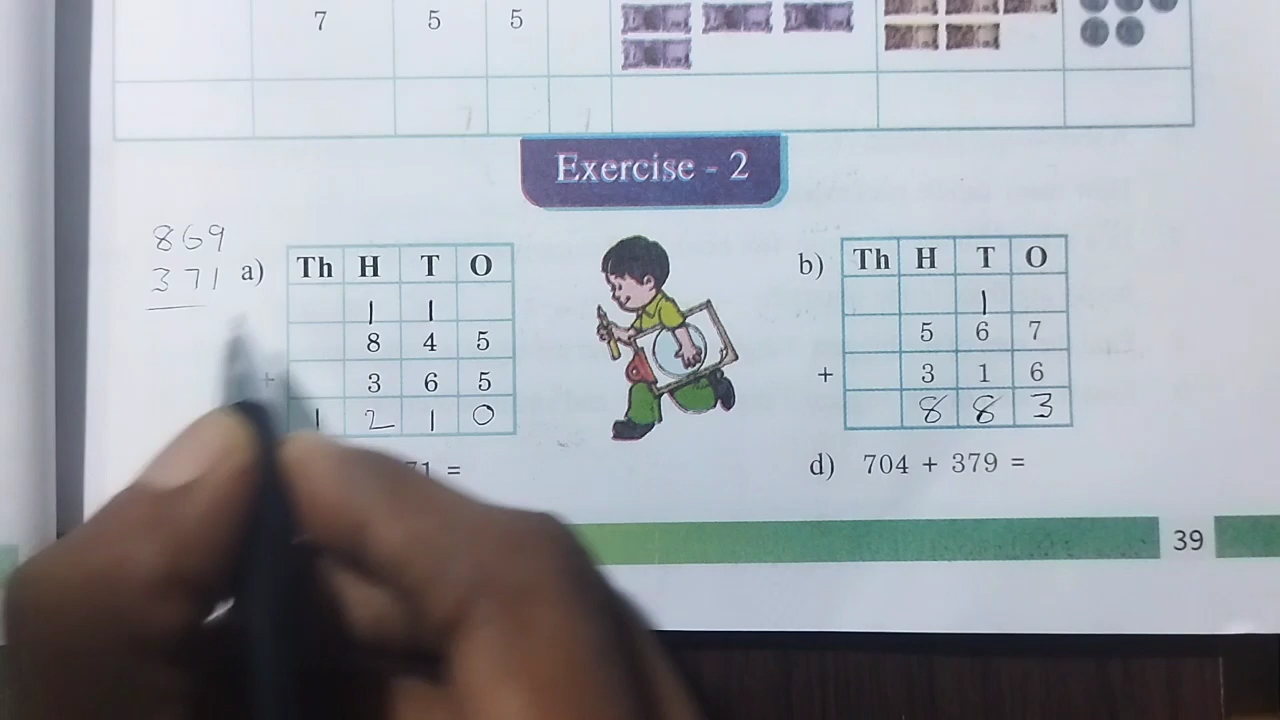 7 5 5
Exercise - 2
869
371
a) Th H T O
1 1
8 4 5
+ 3 6 5
1 2 1 0
b) Th H T O
1
5 6 7
+ 3 1 6
8 8 3
71 =
d) 704 + 379 =
39